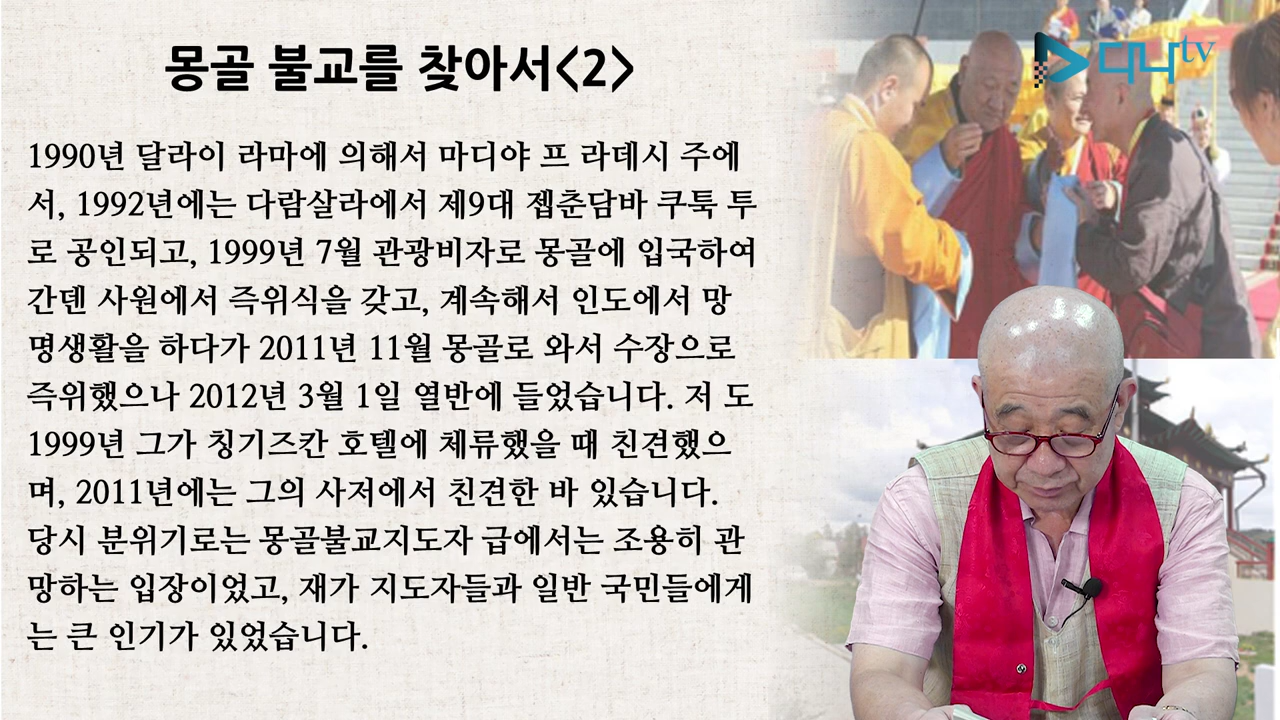 몽골 불교를 찾아서<2>
1990년 달라이 라마에 의해서 마디야 프 라데시 주에
서, 1992년에는 다람살라에서 제9대 젭춘담바 쿠툭 투
로 공인되고, 1999년 7월 관광비자로 몽골에 입국하여
간덴 사원에서 즉위식을 갖고, 계속해서 인도에서 망
명생활을 하다가 2011년 11월 몽골로 와서 수장으로
즉위했으나 2012년 3월 1일 열반에 들었습니다. 저 도
1999년 그가 칭기즈칸 호텔에 체류했을 때 친견했으
며, 2011년에는 그의 사저에서 친견한 바 있습니다.
당시 분위기로는 몽골불교지도자 급에서는 조용히 관
망하는 입장이었고, 재가 지도자들과 일반 국민들에게
는 큰 인기가 있었습니다.
tv